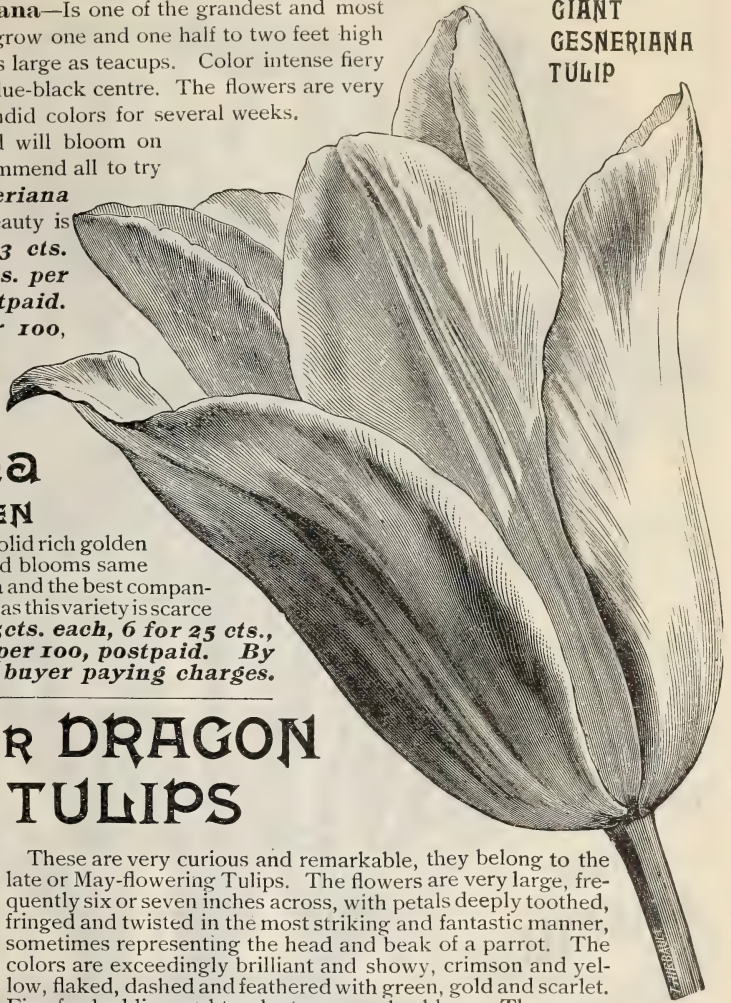 ana—Is one of the grandest and most
grow one and one half to two feet high
s large as teacups. Color intense fiery
lue-black centre. The flowers are very
ndid colors for several weeks.
GIANT
GESNERIANA
TULIP
d will bloom on
mmend all to try
eriana
eauty is
3 cts.
s. per
tpaid.
r 100,
a
EN
olid rich golden
d blooms same
a and the best compan-
as this variety is scarce
cts. each, 6 for 25 cts.,
per 100, postpaid. By
buyer paying charges.
R DRAGON
TULIPS
These are very curious and remarkable, they belong to the
late or May-flowering Tulips. The flowers are very large, fre-
quently six or seven inches across, with petals deeply toothed,
fringed and twisted in the most striking and fantastic manner,
sometimes representing the head and beak of a parrot. The
colors are exceedingly brilliant and showy, crimson and yel-
low, flaked, dashed and feathered with green, gold and scarlet.